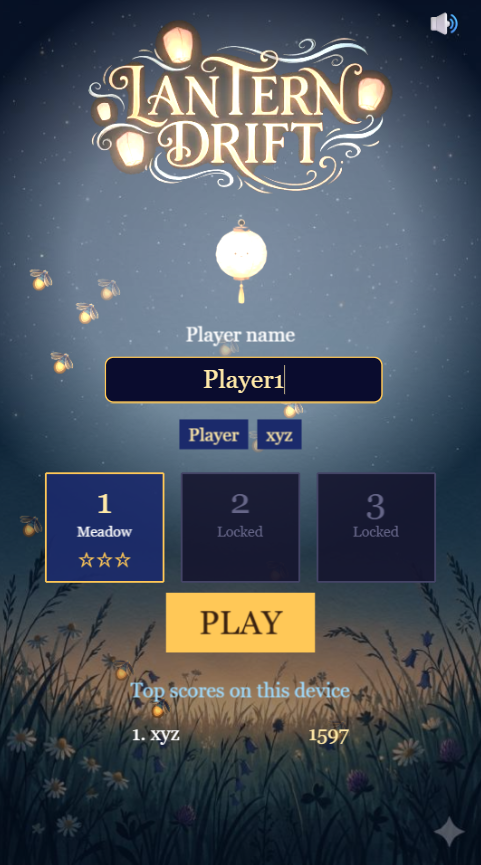 LANTERN
DRIFT
Player name
Player1
Player xyz
1 2 3
Meadow Locked Locked
PLAY
Top scores on this device
1. xyz 1597